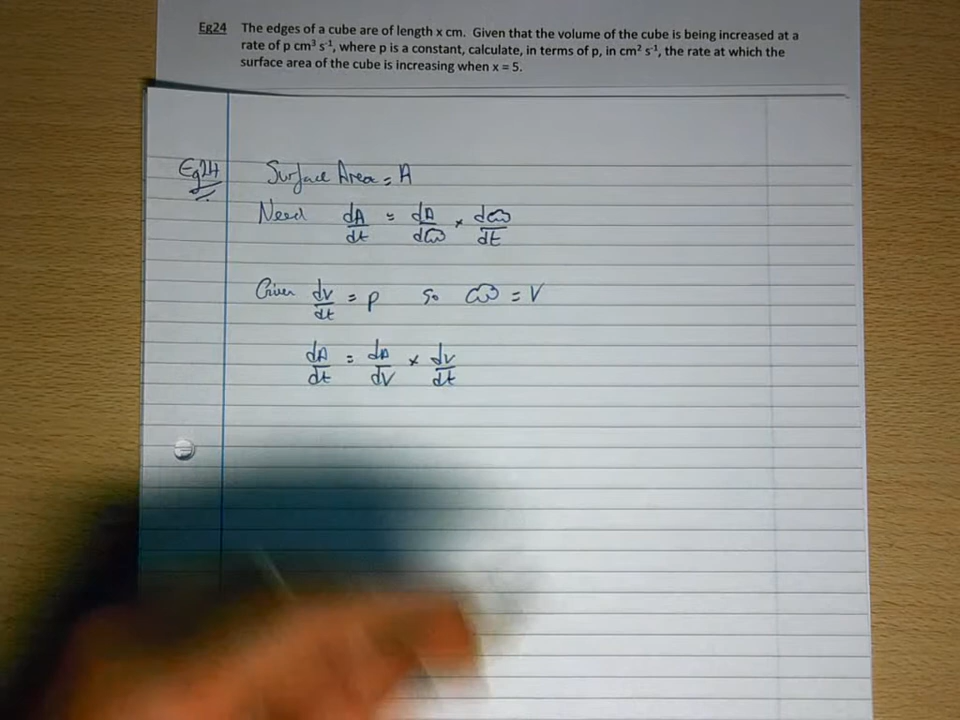 Eg24 The edges of a cube are of length x cm. Given that the volume of the cube is being increased at a
rate of p cm³ s⁻¹, where p is a constant, calculate, in terms of p, in cm² s⁻¹, the rate at which the
surface area of the cube is increasing when x = 5.
Eg24 Surface Area = A
Need dA/dt = dA/d☁ × d☁/dt
Given dV/dt = p so ☁ = V
dA/dt = dA/dV × dV/dt